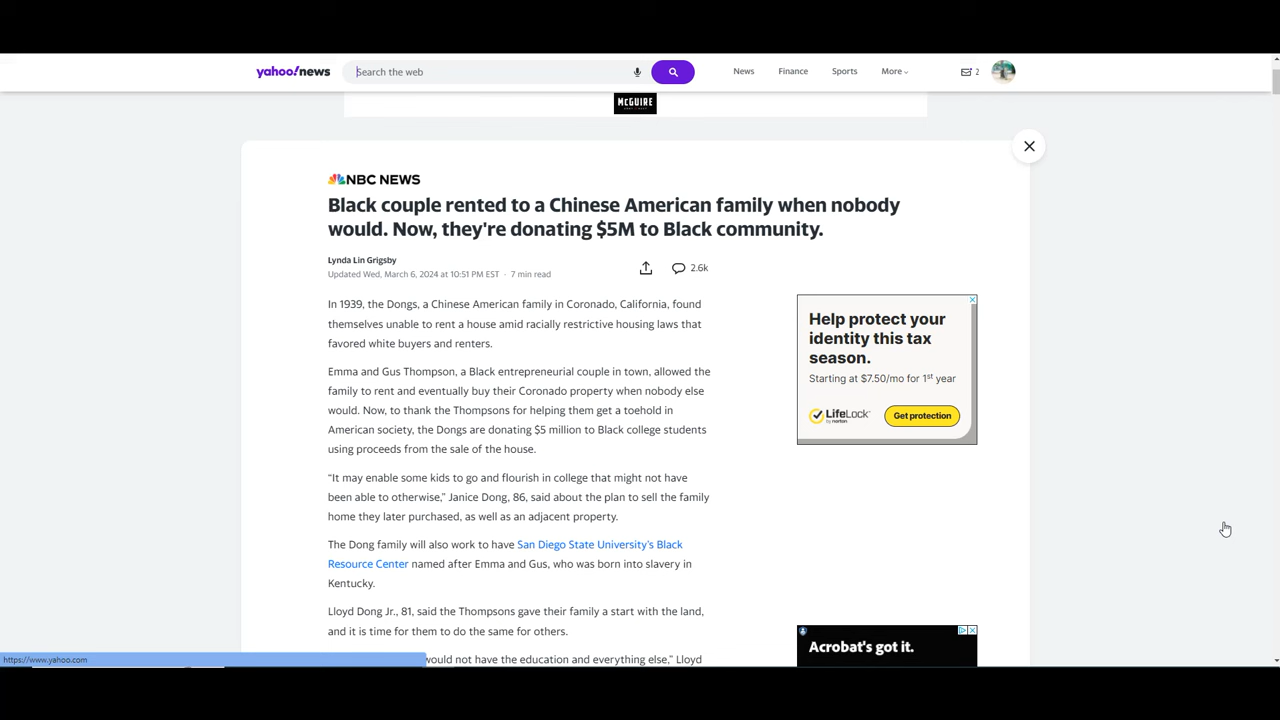 yahoo!news
Search the web
News
Finance
Sports
More
2
McGUIRE
NBC NEWS
Black couple rented to a Chinese American family when nobody
would. Now, they're donating $5M to Black community.
Lynda Lin Grigsby
Updated Wed, March 6, 2024 at 10:51 PM EST · 7 min read
2.6k
In 1939, the Dongs, a Chinese American family in Coronado, California, found
themselves unable to rent a house amid racially restrictive housing laws that
favored white buyers and renters.
Emma and Gus Thompson, a Black entrepreneurial couple in town, allowed the
family to rent and eventually buy their Coronado property when nobody else
would. Now, to thank the Thompsons for helping them get a toehold in
American society, the Dongs are donating $5 million to Black college students
using proceeds from the sale of the house.
“It may enable some kids to go and flourish in college that might not have
been able to otherwise,” Janice Dong, 86, said about the plan to sell the family
home they later purchased, as well as an adjacent property.
The Dong family will also work to have San Diego State University’s Black
Resource Center named after Emma and Gus, who was born into slavery in
Kentucky.
Lloyd Dong Jr., 81, said the Thompsons gave their family a start with the land,
and it is time for them to do the same for others.
would not have the education and everything else,” Lloyd
Help protect your
identity this tax
season.
Starting at $7.50/mo for 1st year
LifeLock
by norton
Get protection
Acrobat's got it.
https://www.yahoo.com